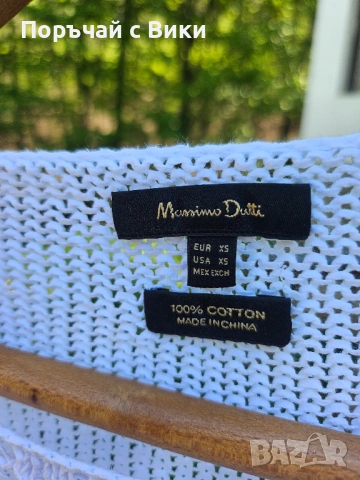 Поръчай с Вики
Massimo Dutti
EUR XS
USA XS
MEX EXCH
100% COTTON
MADE IN CHINA
BAZAR